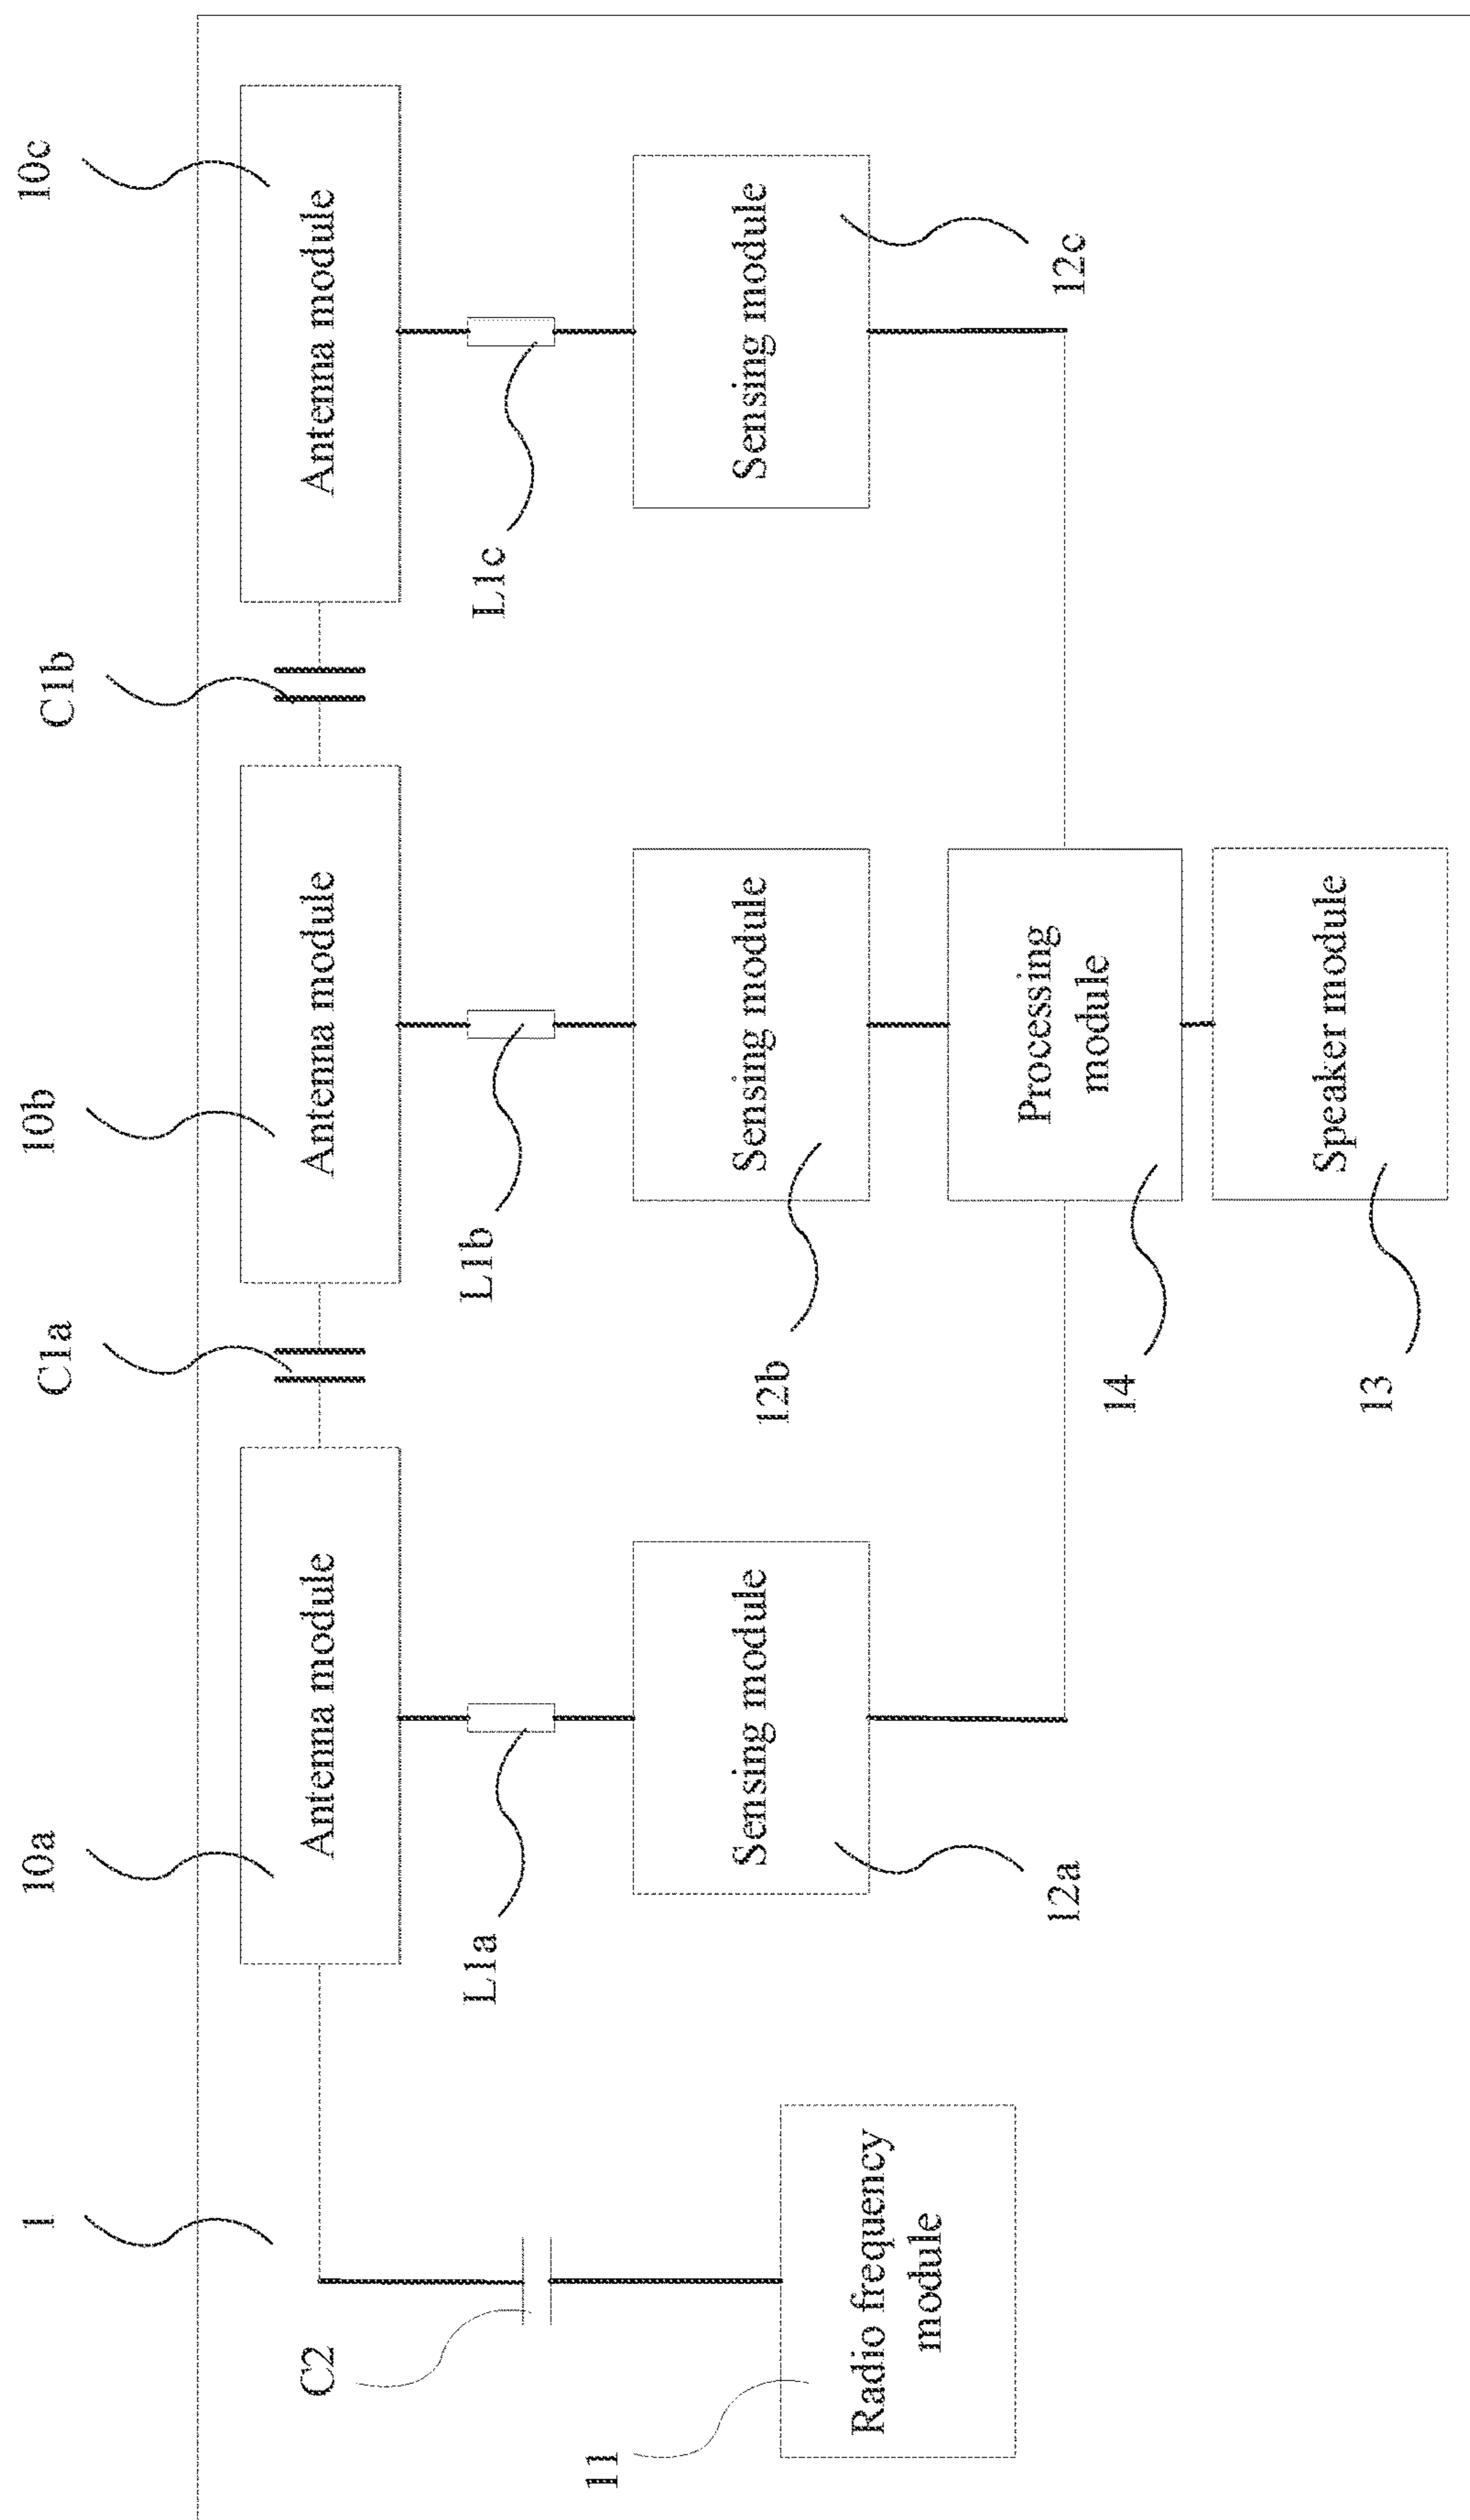 1
10a
C1a
10b
C1b
10c
Antenna module
Antenna module
Antenna module
C2
L1a
L1b
L1c
Sensing module
Sensing module
Sensing module
11
Radio frequency
module
12a
12b
12c
Processing
module
14
Speaker module
13